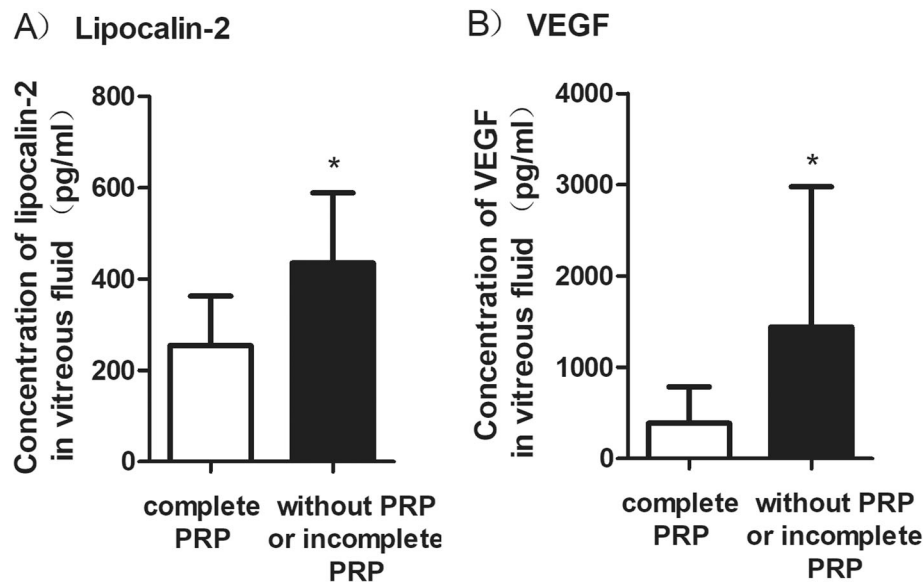 A） Lipocalin-2
Concentration of lipocalin-2
in vitreous fluid （pg/ml）
800
600
400
200
0
*
complete
PRP
without PRP
or incomplete
PRP
B） VEGF
Concentration of VEGF
in vitreous fluid （pg/ml）
4000
3000
2000
1000
0
*
complete
PRP
without PRP
or incomplete
PRP